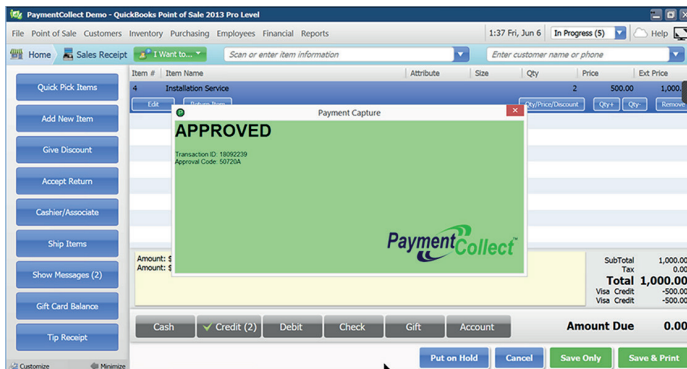 PaymentCollect Demo - QuickBooks Point of Sale 2013 Pro Level
File Point of Sale Customers Inventory Purchasing Employees Financial Reports 1:37 Fri, Jun 6 In Progress (5) Help
Home Sales Receipt I Want to... Scan or enter item information Enter customer name or phone
Item # Item Name Attribute Size Qty Price Ext Price
4 Installation Service 2 500.00 1,000.
Edit Return Item Qty/Price/Discount Qty+ Qty- Remove
Quick Pick Items
Add New Item
Give Discount
Accept Return
Cashier/Associate
Ship Items
Show Messages (2)
Gift Card Balance
Tip Receipt
Customize Minimize
Payment Capture
APPROVED
Transaction ID: 18092239
Approval Code: 50720A
PaymentCollect
Amount: $
Amount: $
SubTotal 1,000.00
Tax 0.00
Total 1,000.00
Visa Credit -500.00
Visa Credit -500.00
Cash Credit (2) Debit Check Gift Account Amount Due 0.00
Put on Hold Cancel Save Only Save & Print